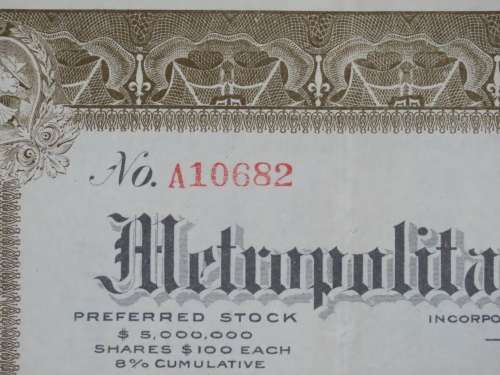 No. A10682
Metropolita
PREFERRED STOCK INCORPO
$ 5,000,000
SHARES $100 EACH
8% CUMULATIVE